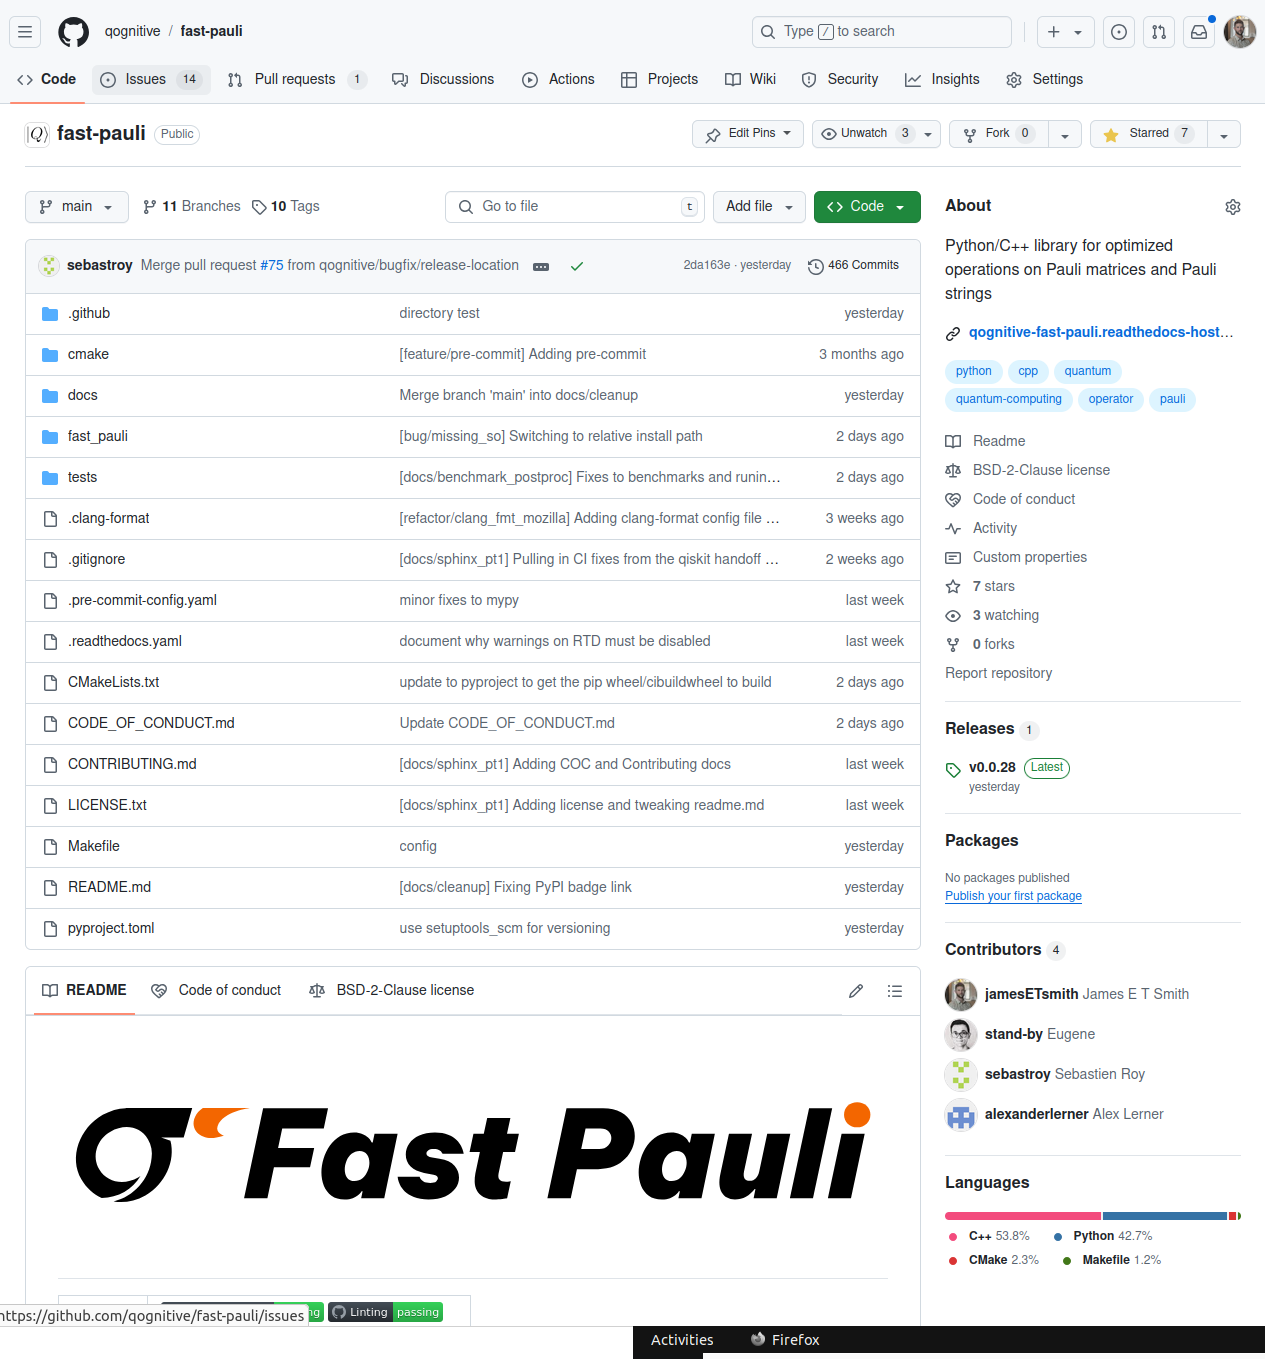 qognitive / fast-pauli
Type / to search
Code Issues 14 Pull requests 1 Discussions Actions Projects Wiki Security Insights Settings
|Q⟩ fast-pauli Public
Edit Pins Unwatch 3 Fork 0 Starred 7
main 11 Branches 10 Tags Go to file t Add file Code
sebastroy Merge pull request #75 from qognitive/bugfix/release-location 2da163e · yesterday 466 Commits
.github directory test yesterday
cmake [feature/pre-commit] Adding pre-commit 3 months ago
docs Merge branch 'main' into docs/cleanup yesterday
fast_pauli [bug/missing_so] Switching to relative install path 2 days ago
tests [docs/benchmark_postproc] Fixes to benchmarks and runin… 2 days ago
.clang-format [refactor/clang_fmt_mozilla] Adding clang-format config file … 3 weeks ago
.gitignore [docs/sphinx_pt1] Pulling in CI fixes from the qiskit handoff … 2 weeks ago
.pre-commit-config.yaml minor fixes to mypy last week
.readthedocs.yaml document why warnings on RTD must be disabled last week
CMakeLists.txt update to pyproject to get the pip wheel/cibuildwheel to build 2 days ago
CODE_OF_CONDUCT.md Update CODE_OF_CONDUCT.md 2 days ago
CONTRIBUTING.md [docs/sphinx_pt1] Adding COC and Contributing docs last week
LICENSE.txt [docs/sphinx_pt1] Adding license and tweaking readme.md last week
Makefile config yesterday
README.md [docs/cleanup] Fixing PyPI badge link yesterday
pyproject.toml use setuptools_scm for versioning yesterday
README Code of conduct BSD-2-Clause license
Fast Pauli
ng Linting passing
https://github.com/qognitive/fast-pauli/issues
About
Python/C++ library for optimized
operations on Pauli matrices and Pauli
strings
qognitive-fast-pauli.readthedocs-host…
python cpp quantum
quantum-computing operator pauli
Readme
BSD-2-Clause license
Code of conduct
Activity
Custom properties
7 stars
3 watching
0 forks
Report repository
Releases 1
v0.0.28 Latest
yesterday
Packages
No packages published
Publish your first package
Contributors 4
jamesETsmith James E T Smith
stand-by Eugene
sebastroy Sebastien Roy
alexanderlerner Alex Lerner
Languages
C++ 53.8% Python 42.7%
CMake 2.3% Makefile 1.2%
Activities Firefox